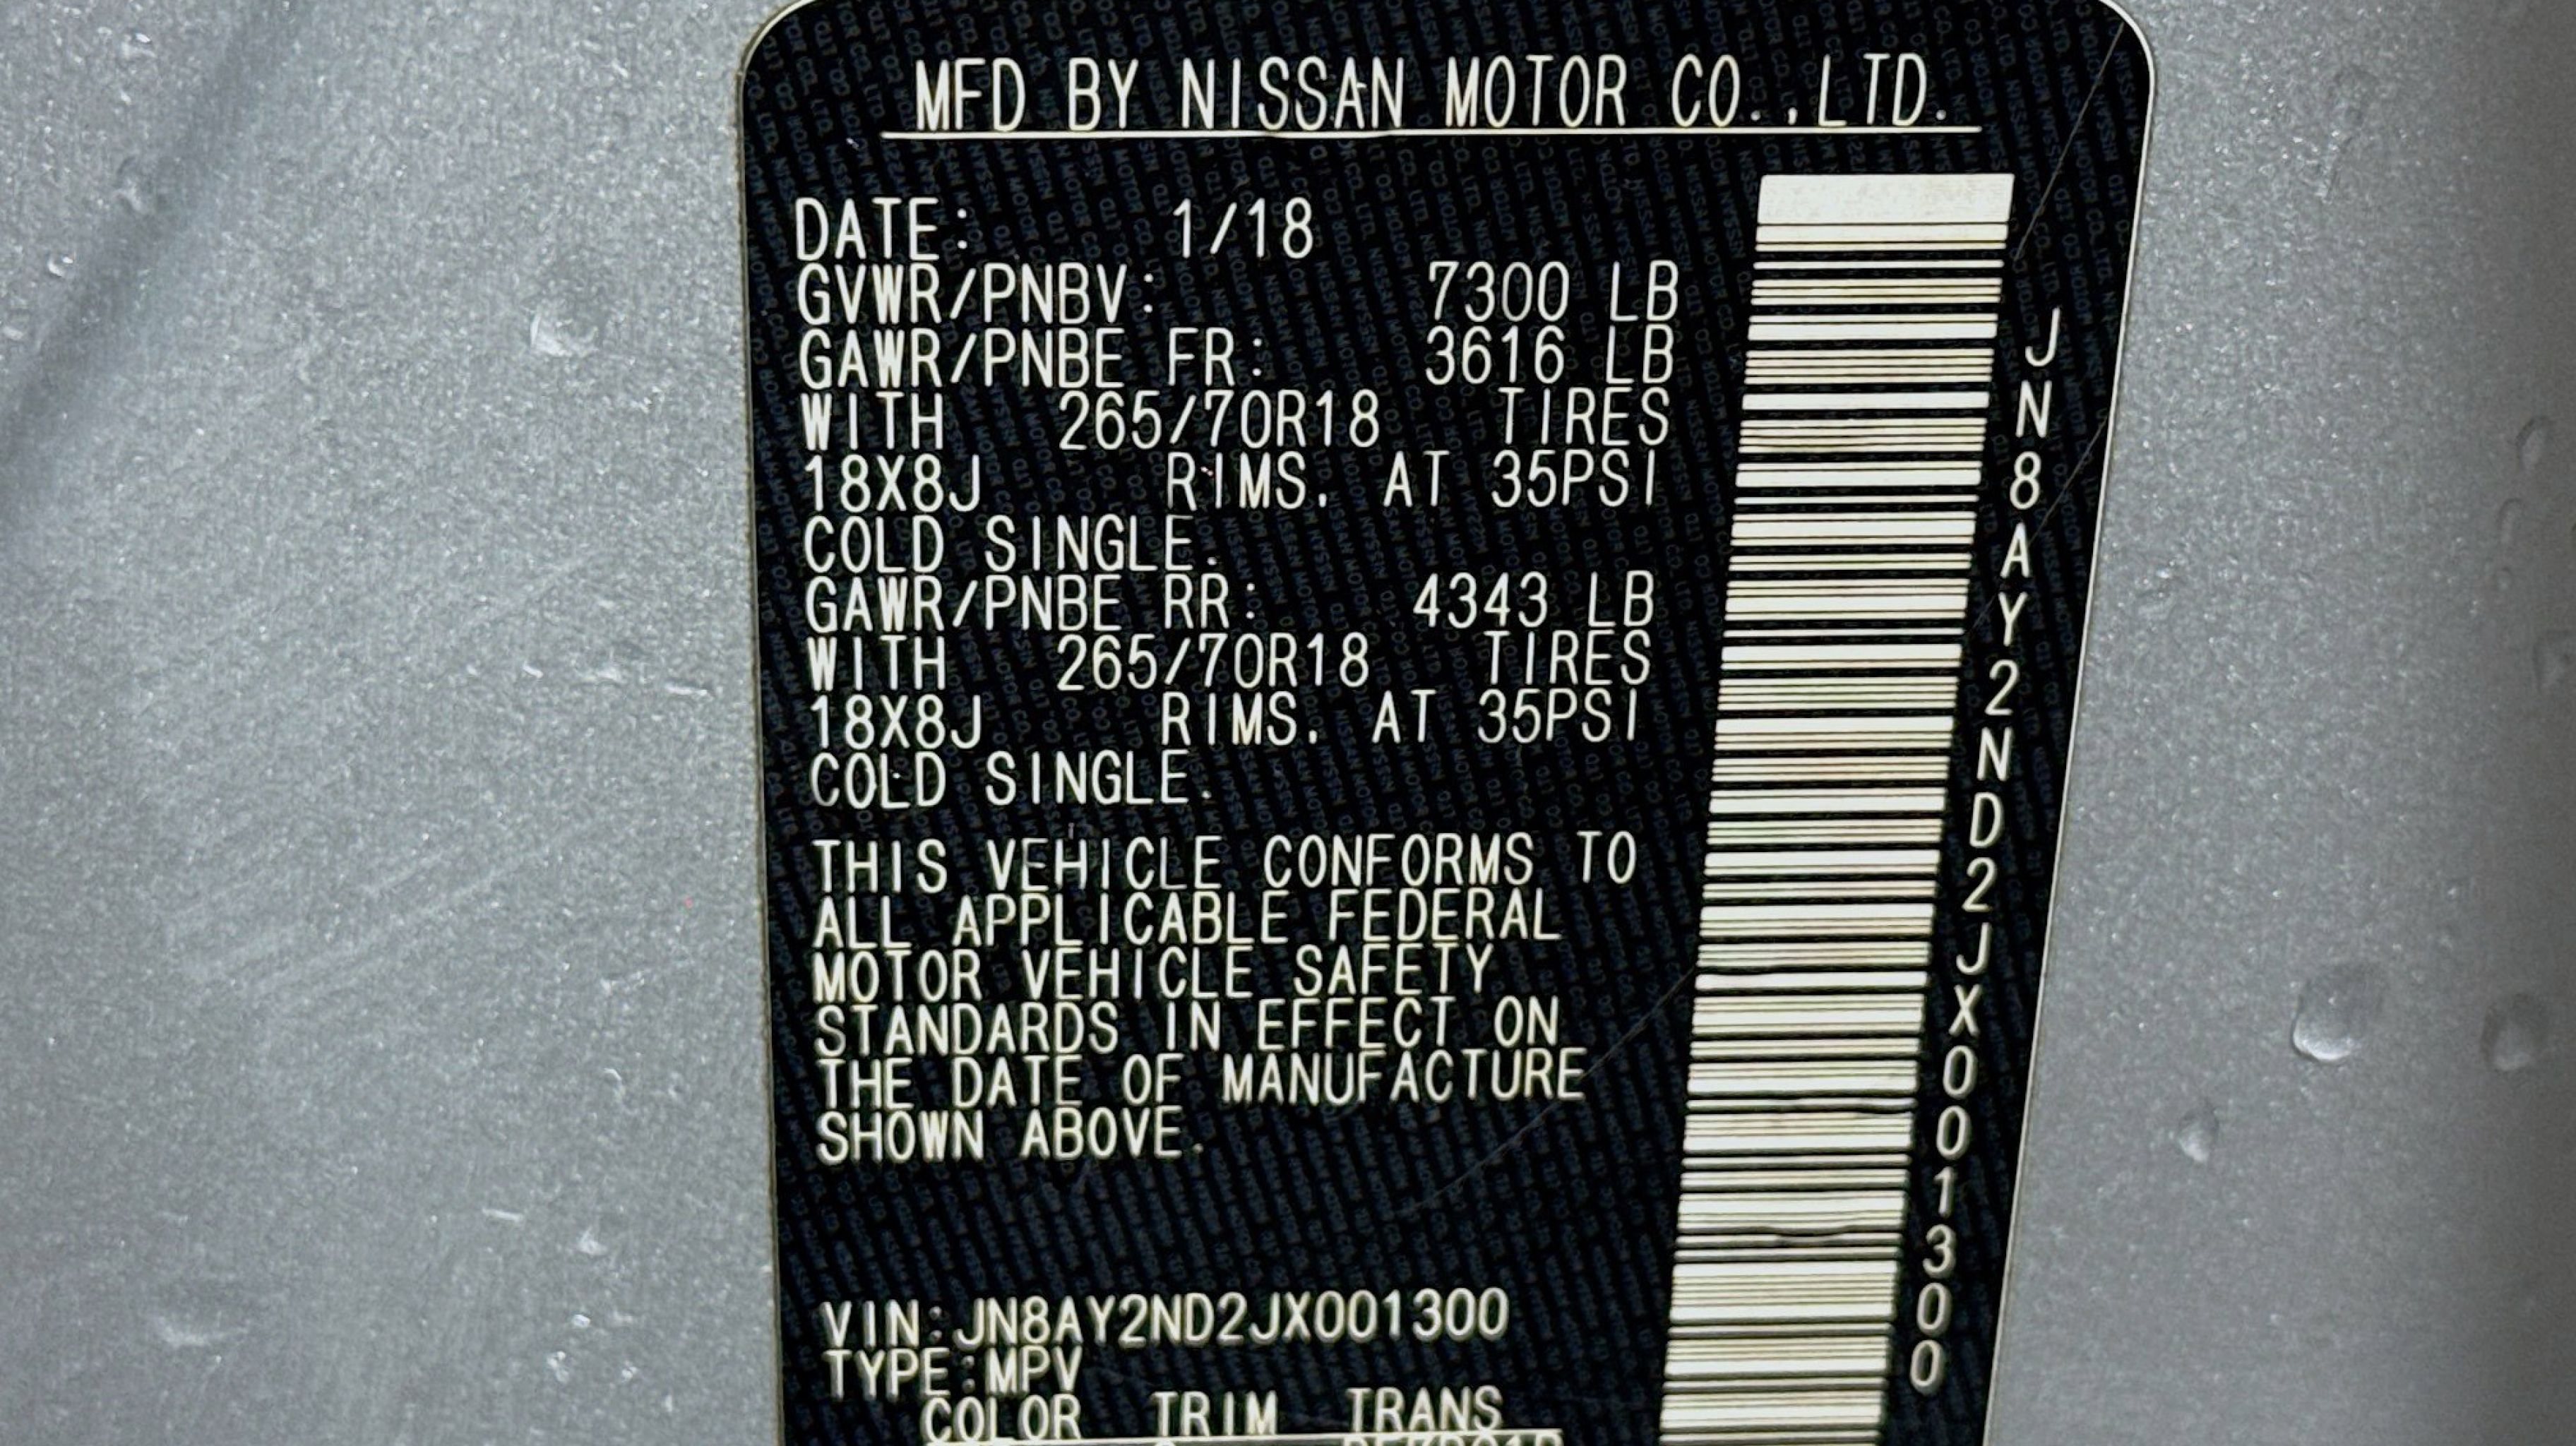 MFD BY NISSAN MOTOR CO.,LTD.
DATE: 1/18
GVWR/PNBV: 7300 LB
GAWR/PNBE FR: 3616 LB
WITH 265/70R18 TIRES
18X8J RIMS. AT 35PSI
COLD SINGLE.
GAWR/PNBE RR: 4343 LB
WITH 265/70R18 TIRES
18X8J RIMS. AT 35PSI
COLD SINGLE.
THIS VEHICLE CONFORMS TO
ALL APPLICABLE FEDERAL
MOTOR VEHICLE SAFETY
STANDARDS IN EFFECT ON
THE DATE OF MANUFACTURE
SHOWN ABOVE.
VIN:JN8AY2ND2JX001300
TYPE:MPV
COLOR TRIM TRANS
JN8AY2ND2JX001300